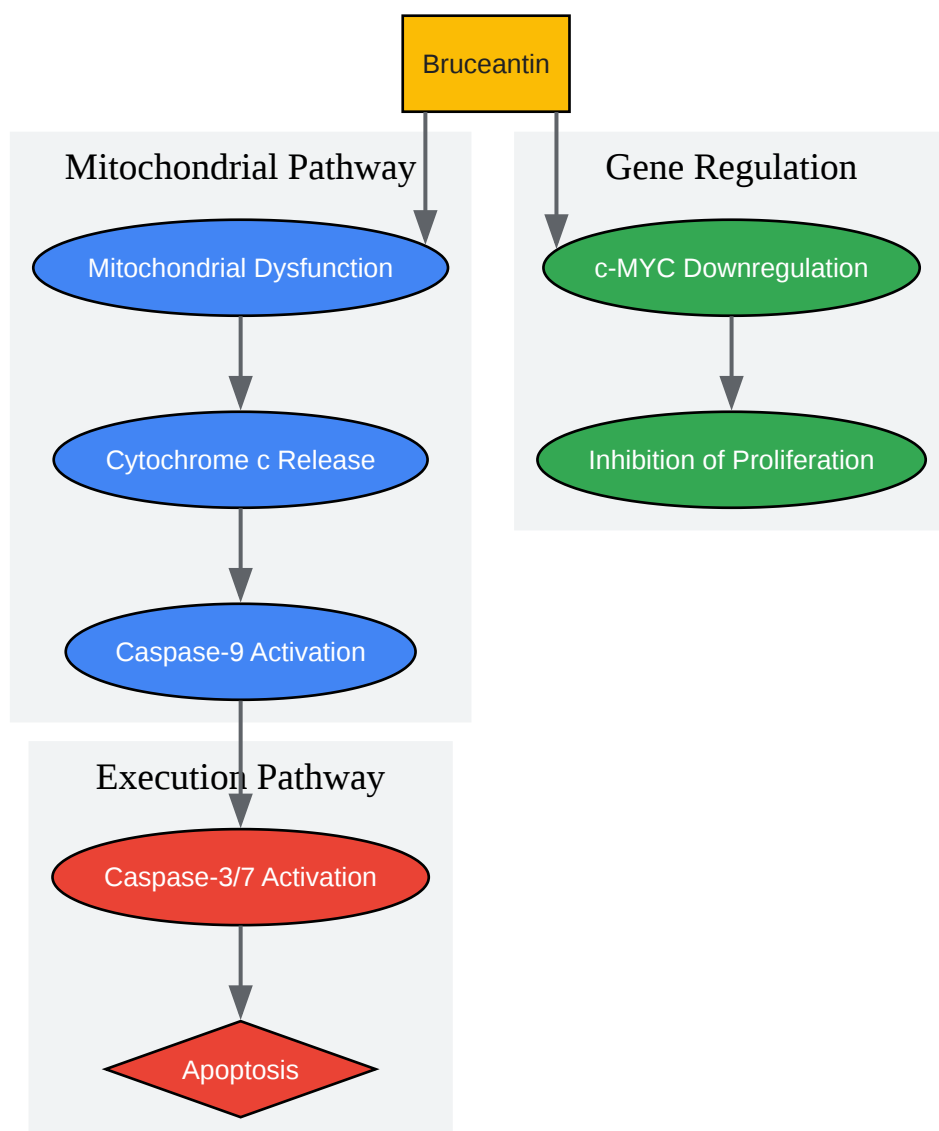 Bruceantin
Mitochondrial Pathway
Gene Regulation
Mitochondrial Dysfunction
c-MYC Downregulation
Cytochrome c Release
Inhibition of Proliferation
Caspase-9 Activation
Execution Pathway
Caspase-3/7 Activation
Apoptosis